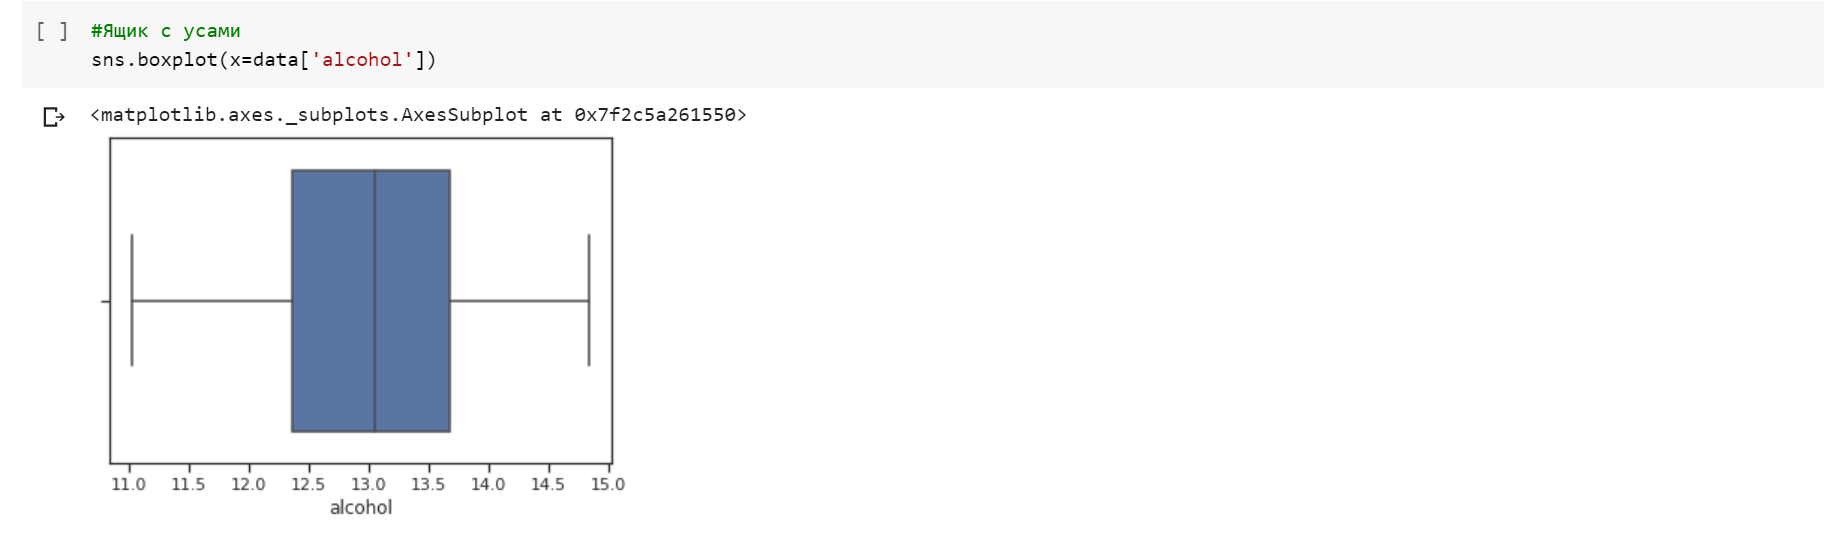 [ ] #Ящик с усами
sns.boxplot(x=data['alcohol'])
<matplotlib.axes._subplots.AxesSubplot at 0x7f2c5a261550>
11.0 11.5 12.0 12.5 13.0 13.5 14.0 14.5 15.0
alcohol